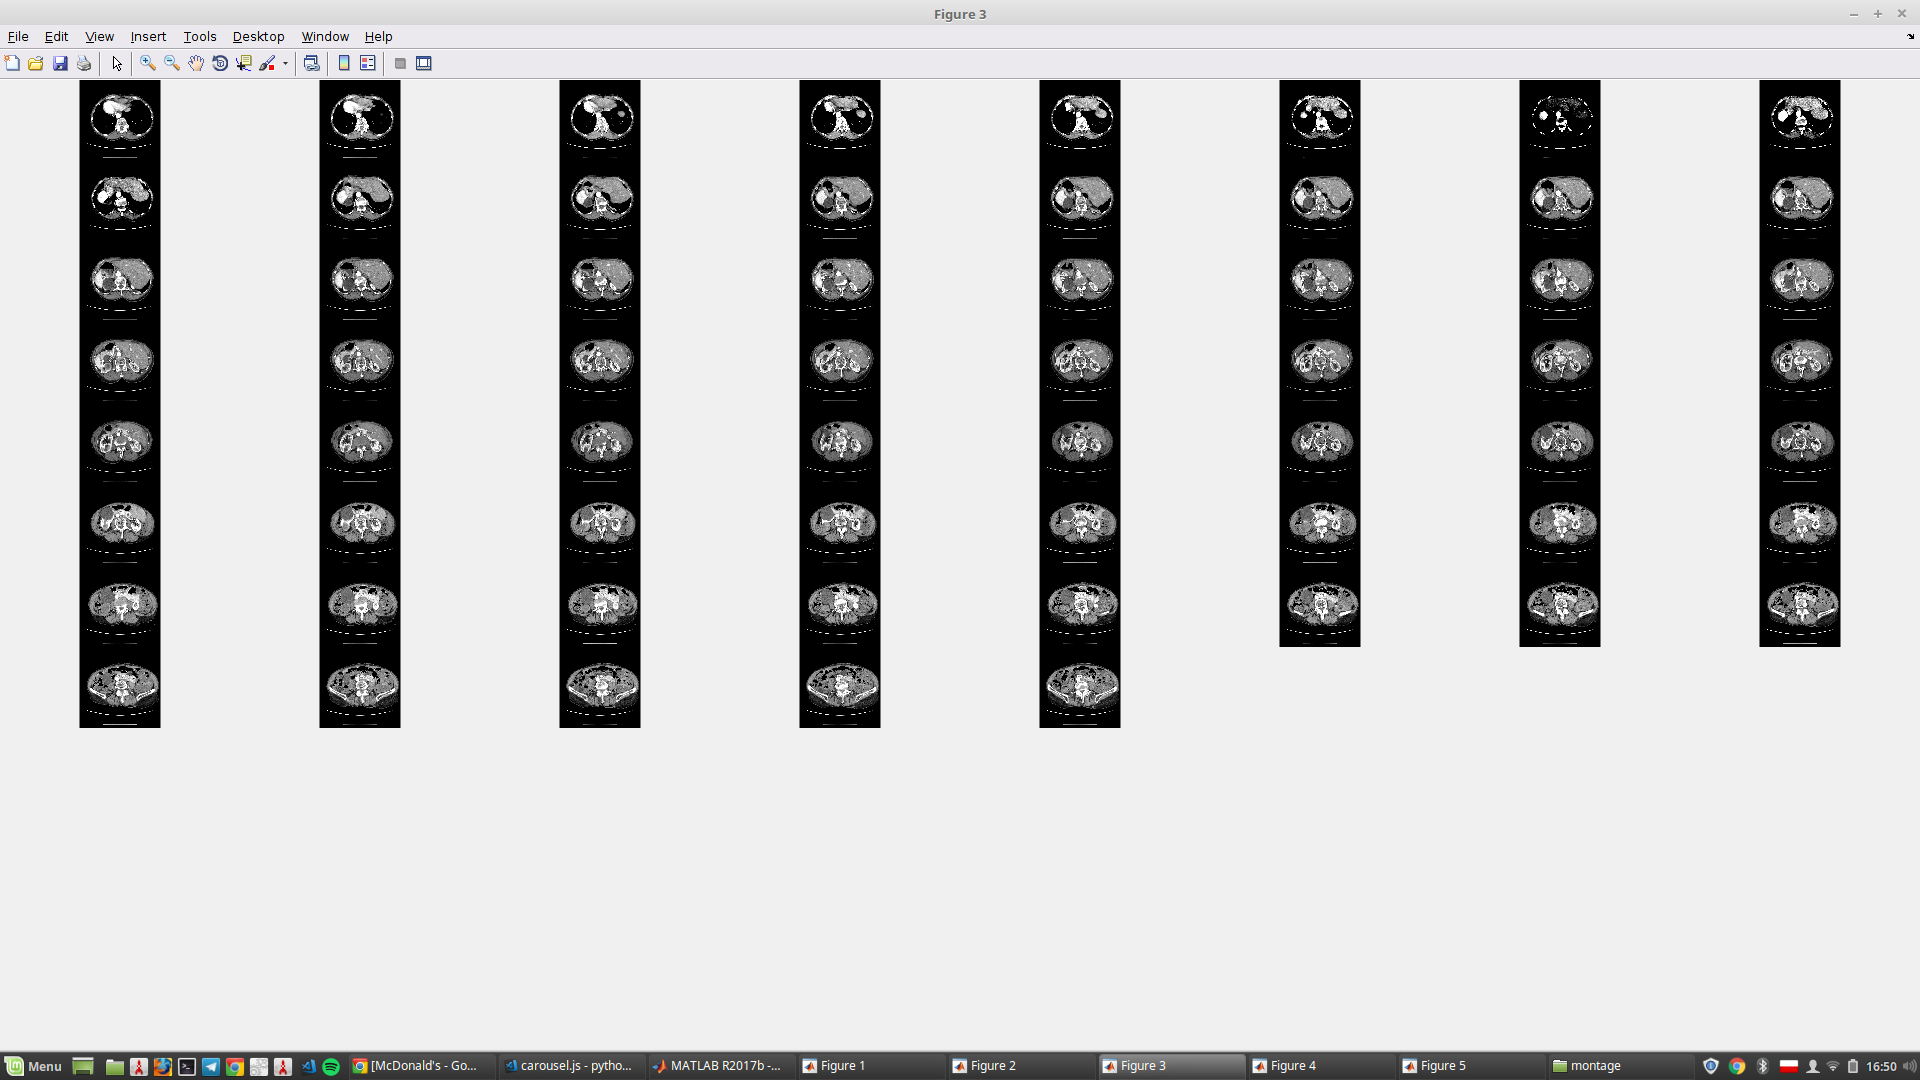 Figure 3
File Edit View Insert Tools Desktop Window Help
Menu [McDonald's - Go... carousel.js - pytho... MATLAB R2017b -... Figure 1 Figure 2 Figure 3 Figure 4 Figure 5 montage 16:50